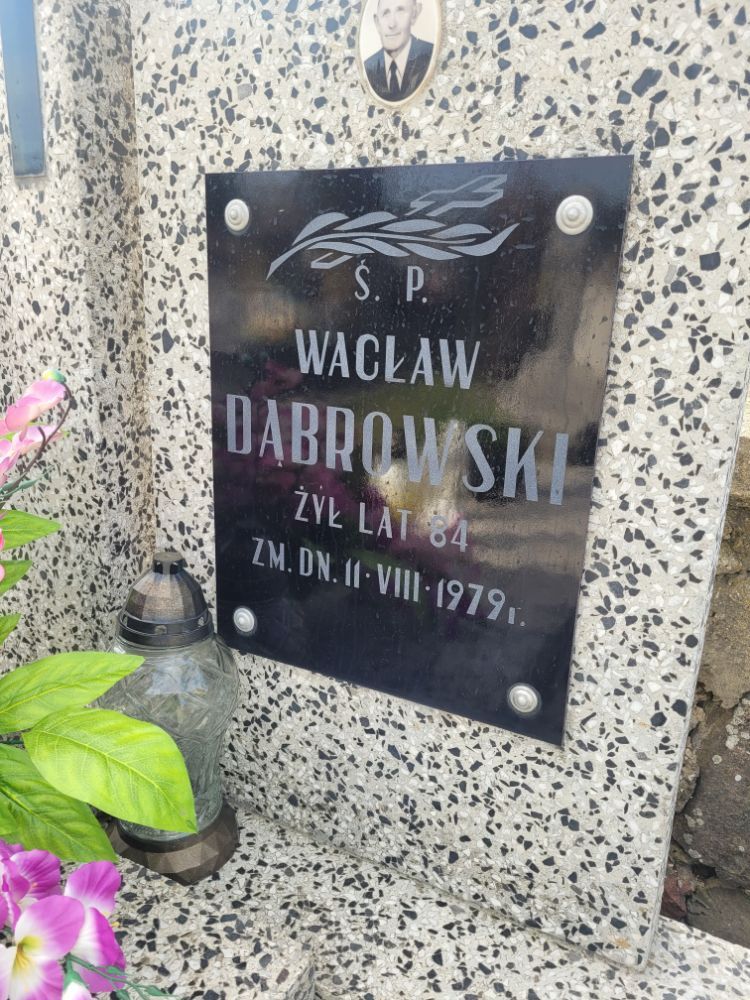 Ś. P.
WACŁAW
DĄBROWSKI
ŻYŁ LAT 84
ZM. DN. 11·VIII·1979r.